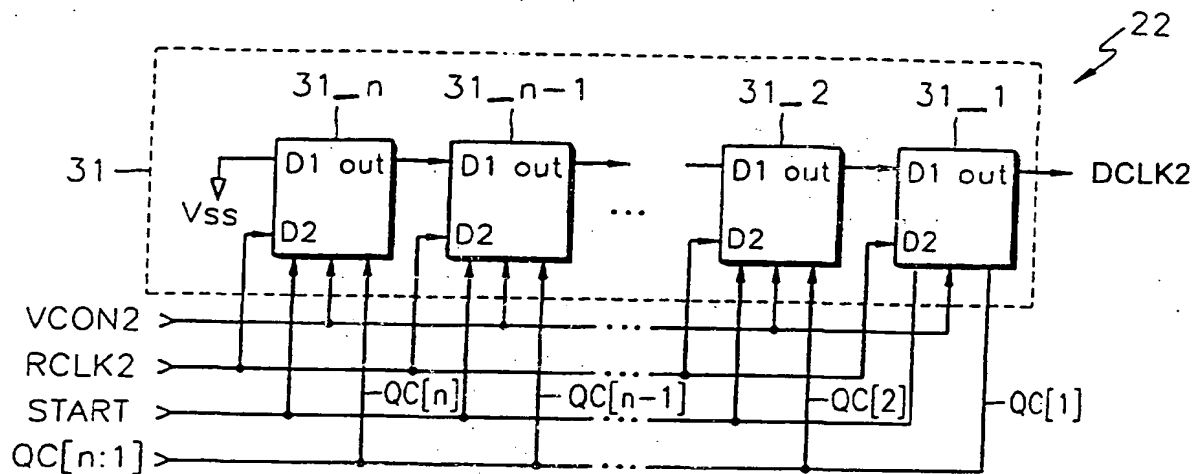 22
31_n 31_n-1 31_2 31_1
31
D1 out D1 out D1 out D1 out
DCLK2
Vss
...
D2 D2 D2 D2
VCON2
...
RCLK2
...
QC[n] QC[n-1] QC[2] QC[1]
START
...
QC[n:1]
...